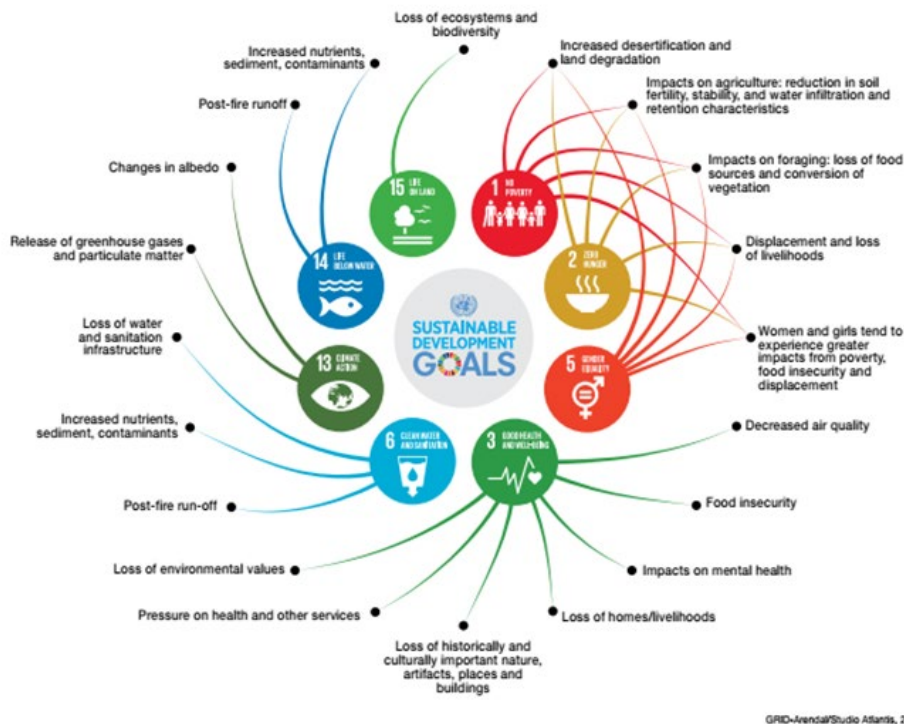 Loss of ecosystems and
biodiversity
Increased nutrients,
sediment, contaminants
Post-fire runoff
Changes in albedo
Release of greenhouse gases
and particulate matter
Loss of water
and sanitation
infrastructure
Increased nutrients,
sediment, contaminants
Post-fire run-off
Loss of environmental values
Pressure on health and other services
Loss of historically and
culturally important nature,
artifacts, places and
buildings
Loss of homes/livelihoods
Impacts on mental health
Food insecurity
Decreased air quality
Women and girls tend to
experience greater
impacts from poverty,
food insecurity and
displacement
Displacement and loss
of livelihoods
Impacts on foraging: loss of food
sources and conversion of
vegetation
Impacts on agriculture: reduction in soil
fertility, stability, and water infiltration and
retention characteristics
Increased desertification and
land degradation
15 LIFE
ON LAND
1 NO
POVERTY
14 LIFE
BELOW WATER
2 ZERO
HUNGER
SUSTAINABLE
DEVELOPMENT
GOALS
13 CLIMATE
ACTION
5 GENDER
EQUALITY
6 CLEAN WATER
AND SANITATION
3 GOOD HEALTH
AND WELL-BEING
GRID-Arendal/Studio Atlantis, 2